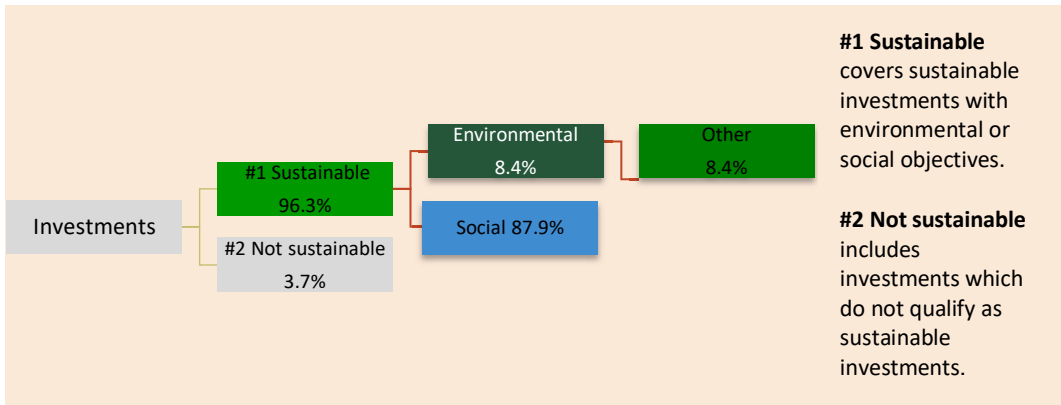 Investments
#1 Sustainable
96.3%
#2 Not sustainable
3.7%
Environmental
8.4%
Social 87.9%
Other
8.4%
#1 Sustainable
covers sustainable
investments with
environmental or
social objectives.
#2 Not sustainable
includes
investments which
do not qualify as
sustainable
investments.